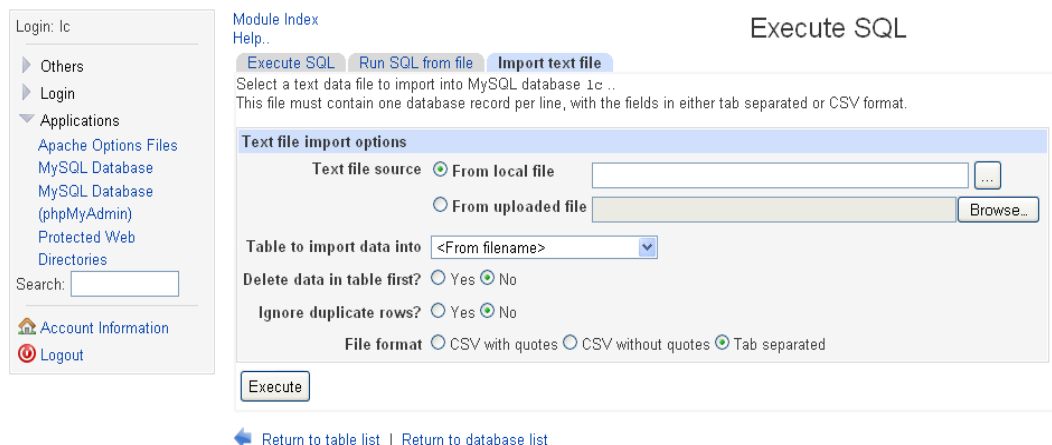 Login: lc
Others
Login
Applications
Apache Options Files
MySQL Database
MySQL Database
(phpMyAdmin)
Protected Web
Directories
Search:
Account Information
Logout
Module Index
Help..
Execute SQL
Execute SQL Run SQL from file Import text file
Select a text data file to import into MySQL database lc ..
This file must contain one database record per line, with the fields in either tab separated or CSV format.
Text file import options
Text file source From local file ...
From uploaded file Browse...
Table to import data into <From filename>
Delete data in table first? Yes No
Ignore duplicate rows? Yes No
File format CSV with quotes CSV without quotes Tab separated
Execute
Return to table list | Return to database list